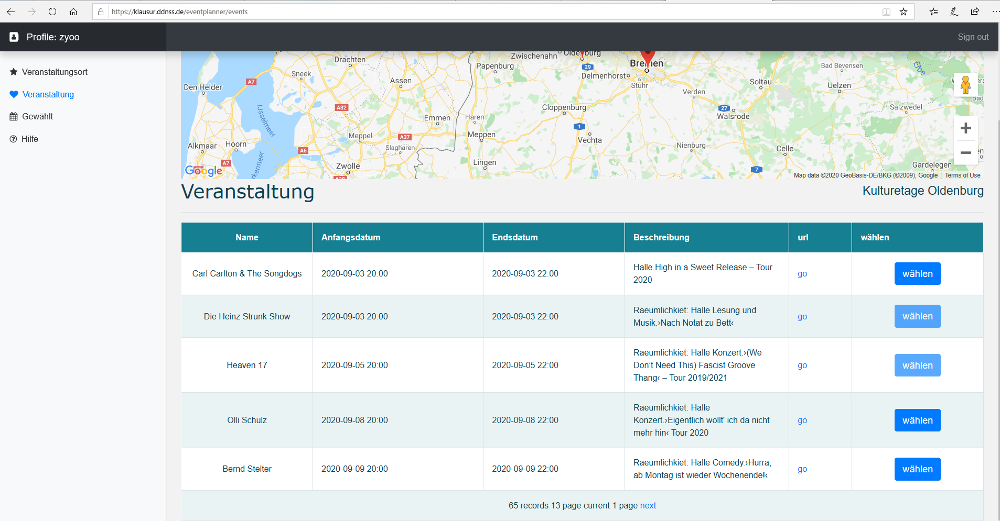 https://klausur.ddnss.de/eventplanner/events
Profile: zyoo
Sign out
Veranstaltungsort
Veranstaltung
Gewählt
Hilfe
Zwischenahn
Oldenburg
Drachten
Papenburg
29
Bremen
Bad Bevensen
Elbe
Sneek
Assen
Delmenhorst
Stuhr
A7
Den Helder
Soltau
Uelzen
Verden
A32
Cloppenburg
27
Salzwedel
IJsselmeer
Emmen
Haren
Walsrode
1
Meppel
A37
Meppen
Vechta
Alkmaar
Hoorn
A6
Slagharen
Nienburg
Celle
A7
Lingen
Zwolle
7
Gardelegen
Google
Map data ©2020 GeoBasis-DE/BKG (©2009), Google
Terms of Use
Veranstaltung
Kulturetage Oldenburg
Name Anfangsdatum Endsdatum Beschreibung url wählen
Carl Carlton & The Songdogs 2020-09-03 20:00 2020-09-03 22:00 Halle.High in a Sweet Release – Tour
2020
go wählen
Die Heinz Strunk Show 2020-09-03 20:00 2020-09-03 22:00 Raeumlichkiet: Halle Lesung und
Musik.›Nach Notat zu Bett‹
go wählen
Heaven 17 2020-09-05 20:00 2020-09-05 22:00 Raeumlichkiet: Halle Konzert.›(We
Don’t Need This) Fascist Groove
Thang‹ – Tour 2019/2021
go wählen
Olli Schulz 2020-09-08 20:00 2020-09-08 22:00 Raeumlichkiet: Halle
Konzert.›Eigentlich wollt' ich da nicht
mehr hin‹ Tour 2020
go wählen
Bernd Stelter 2020-09-09 20:00 2020-09-09 22:00 Raeumlichkiet: Halle Comedy.›Hurra,
ab Montag ist wieder Wochenende!‹
go wählen
65 records 13 page current 1 page next